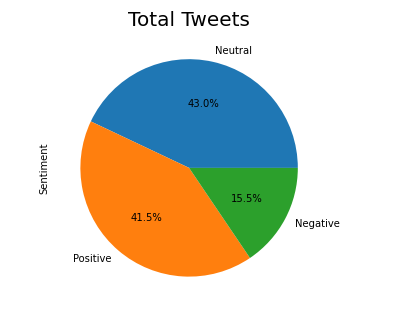 Total Tweets
Neutral
43.0%
Sentiment
15.5%
41.5%
Negative
Positive